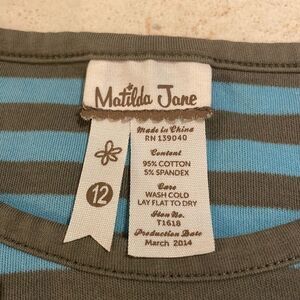 Matilda Jane
Made in China
RN 139040
Content
95% COTTON
5% SPANDEX
Care
WASH COLD
LAY FLAT TO DRY
Item No.
T1618
Production Date
March 2014
12